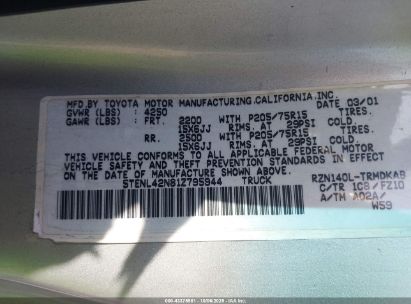 MFD.BY TOYOTA MOTOR MANUFACTURING.CALIFORNIA.INC.
GVWR (LBS) : 4250 DATE 03/01
GAWR (LBS) : FRT. 2200 WITH P205/75R15 TIRES.
15X6JJ RIMS. AT 29PSI COLD
RR. 2500 WITH P205/75R15 TIRES.
15X6JJ RIMS. AT 29PSI COLD
THIS VEHICLE CONFORMS TO ALL APPLICABLE FEDERAL MOTOR
VEHICLE SAFETY AND THEFT PREVENTION STANDARDS IN EFFECT
ON THE DATE OF MANUFACTURE SHOWN ABOVE.
5TENL42N81Z795944 TRUCK
RZN140L-TRMDKAB
C/TR 1C8 / FZ10
A/TM A02A/
W59